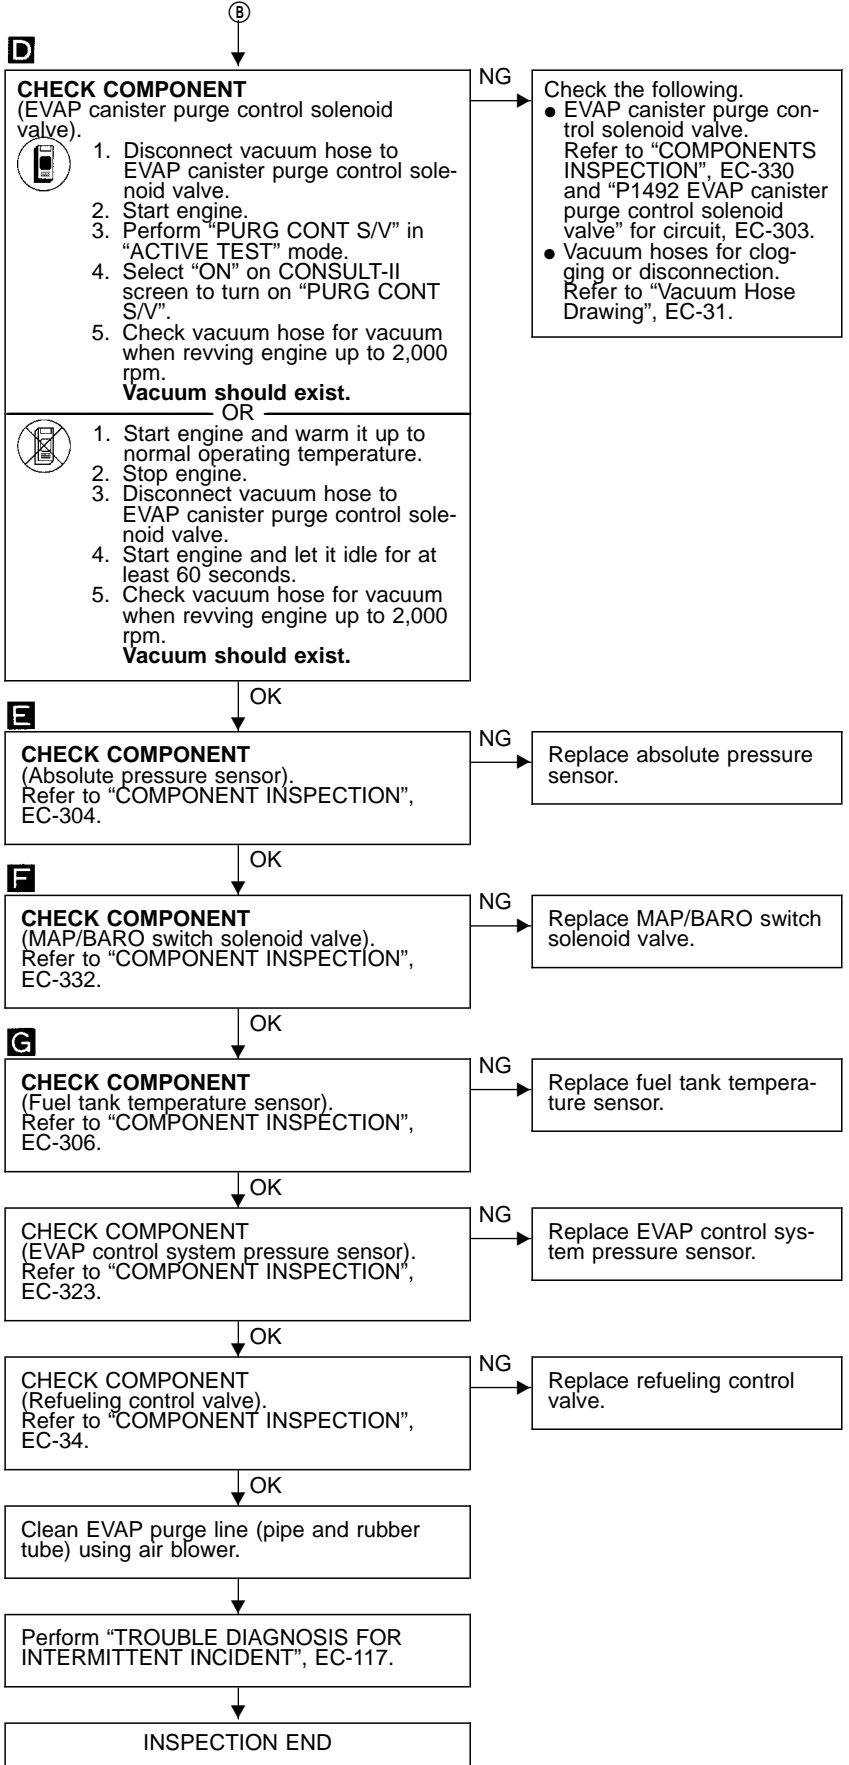 B
D
CHECK COMPONENT
(EVAP canister purge control solenoid
valve).
1. Disconnect vacuum hose to
EVAP canister purge control sole-
noid valve.
2. Start engine.
3. Perform “PURG CONT S/V” in
“ACTIVE TEST” mode.
4. Select “ON” on CONSULT-II
screen to turn on “PURG CONT
S/V”.
5. Check vacuum hose for vacuum
when revving engine up to 2,000
rpm.
Vacuum should exist.
OR
1. Start engine and warm it up to
normal operating temperature.
2. Stop engine.
3. Disconnect vacuum hose to
EVAP canister purge control sole-
noid valve.
4. Start engine and let it idle for at
least 60 seconds.
5. Check vacuum hose for vacuum
when revving engine up to 2,000
rpm.
Vacuum should exist.
NG
Check the following.
● EVAP canister purge con-
trol solenoid valve.
Refer to “COMPONENTS
INSPECTION”, EC-330
and “P1492 EVAP canister
purge control solenoid
valve” for circuit, EC-303.
● Vacuum hoses for clog-
ging or disconnection.
Refer to “Vacuum Hose
Drawing”, EC-31.
OK
E
CHECK COMPONENT
(Absolute pressure sensor).
Refer to “COMPONENT INSPECTION”,
EC-304.
NG
Replace absolute pressure
sensor.
OK
F
CHECK COMPONENT
(MAP/BARO switch solenoid valve).
Refer to “COMPONENT INSPECTION”,
EC-332.
NG
Replace MAP/BARO switch
solenoid valve.
OK
G
CHECK COMPONENT
(Fuel tank temperature sensor).
Refer to “COMPONENT INSPECTION”,
EC-306.
NG
Replace fuel tank tempera-
ture sensor.
OK
CHECK COMPONENT
(EVAP control system pressure sensor).
Refer to “COMPONENT INSPECTION”,
EC-323.
NG
Replace EVAP control sys-
tem pressure sensor.
OK
CHECK COMPONENT
(Refueling control valve).
Refer to “COMPONENT INSPECTION”,
EC-34.
NG
Replace refueling control
valve.
OK
Clean EVAP purge line (pipe and rubber
tube) using air blower.
Perform “TROUBLE DIAGNOSIS FOR
INTERMITTENT INCIDENT”, EC-117.
INSPECTION END